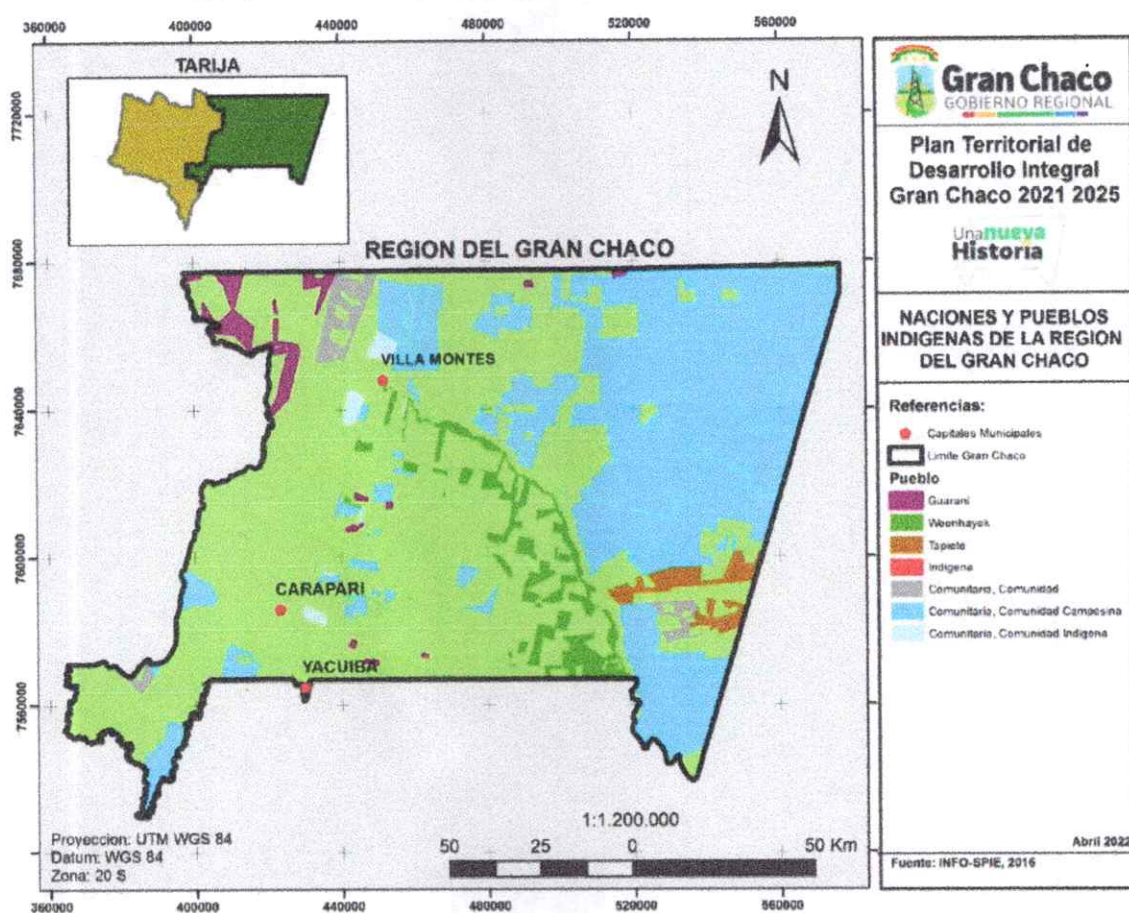 360000 400000 440000 480000 520000 560000
TARIJA
N
REGION DEL GRAN CHACO
VILLA MONTES
CARAPARI
YACUIBA
7720000
7680000
7640000
7600000
7560000
Proyeccion: UTM WGS 84
Datum: WGS 84
Zona: 20 S
1:1.200.000
50 25 0 50 Km
360000 400000 440000 480000 520000 560000
Gran Chaco
GOBIERNO REGIONAL
Plan Territorial de
Desarrollo Integral
Gran Chaco 2021 2025
Una nueva
Historia
NACIONES Y PUEBLOS
INDIGENAS DE LA REGION
DEL GRAN CHACO
Referencias:
Capitales Municipales
Limite Gran Chaco
Pueblo
Guarani
Weenhayek
Tapiete
Indigena
Comunitario, Comunidad
Comunitaria, Comunidad Campesina
Comunitaria, Comunidad Indigena
Abril 2022
Fuente: INFO-SPIE, 2016